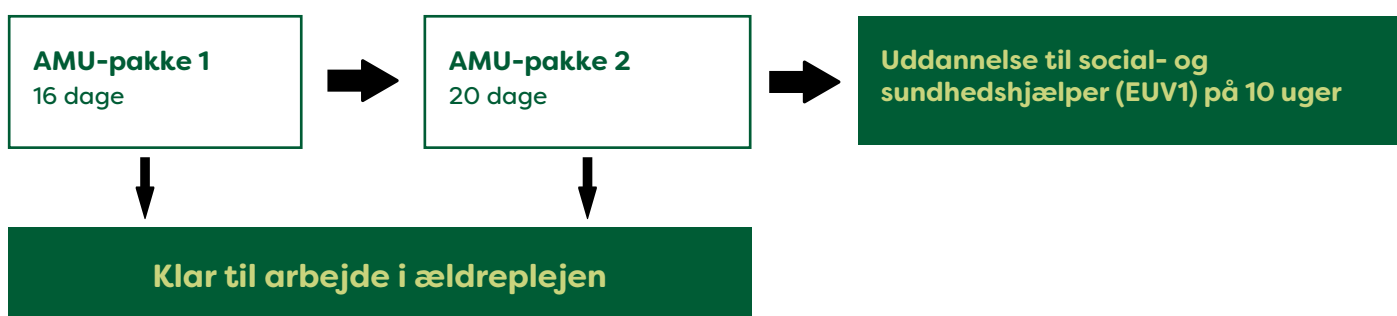 AMU-pakke 1
16 dage
AMU-pakke 2
20 dage
Uddannelse til social- og
sundhedshjælper (EUV1) på 10 uger
Klar til arbejde i ældreplejen